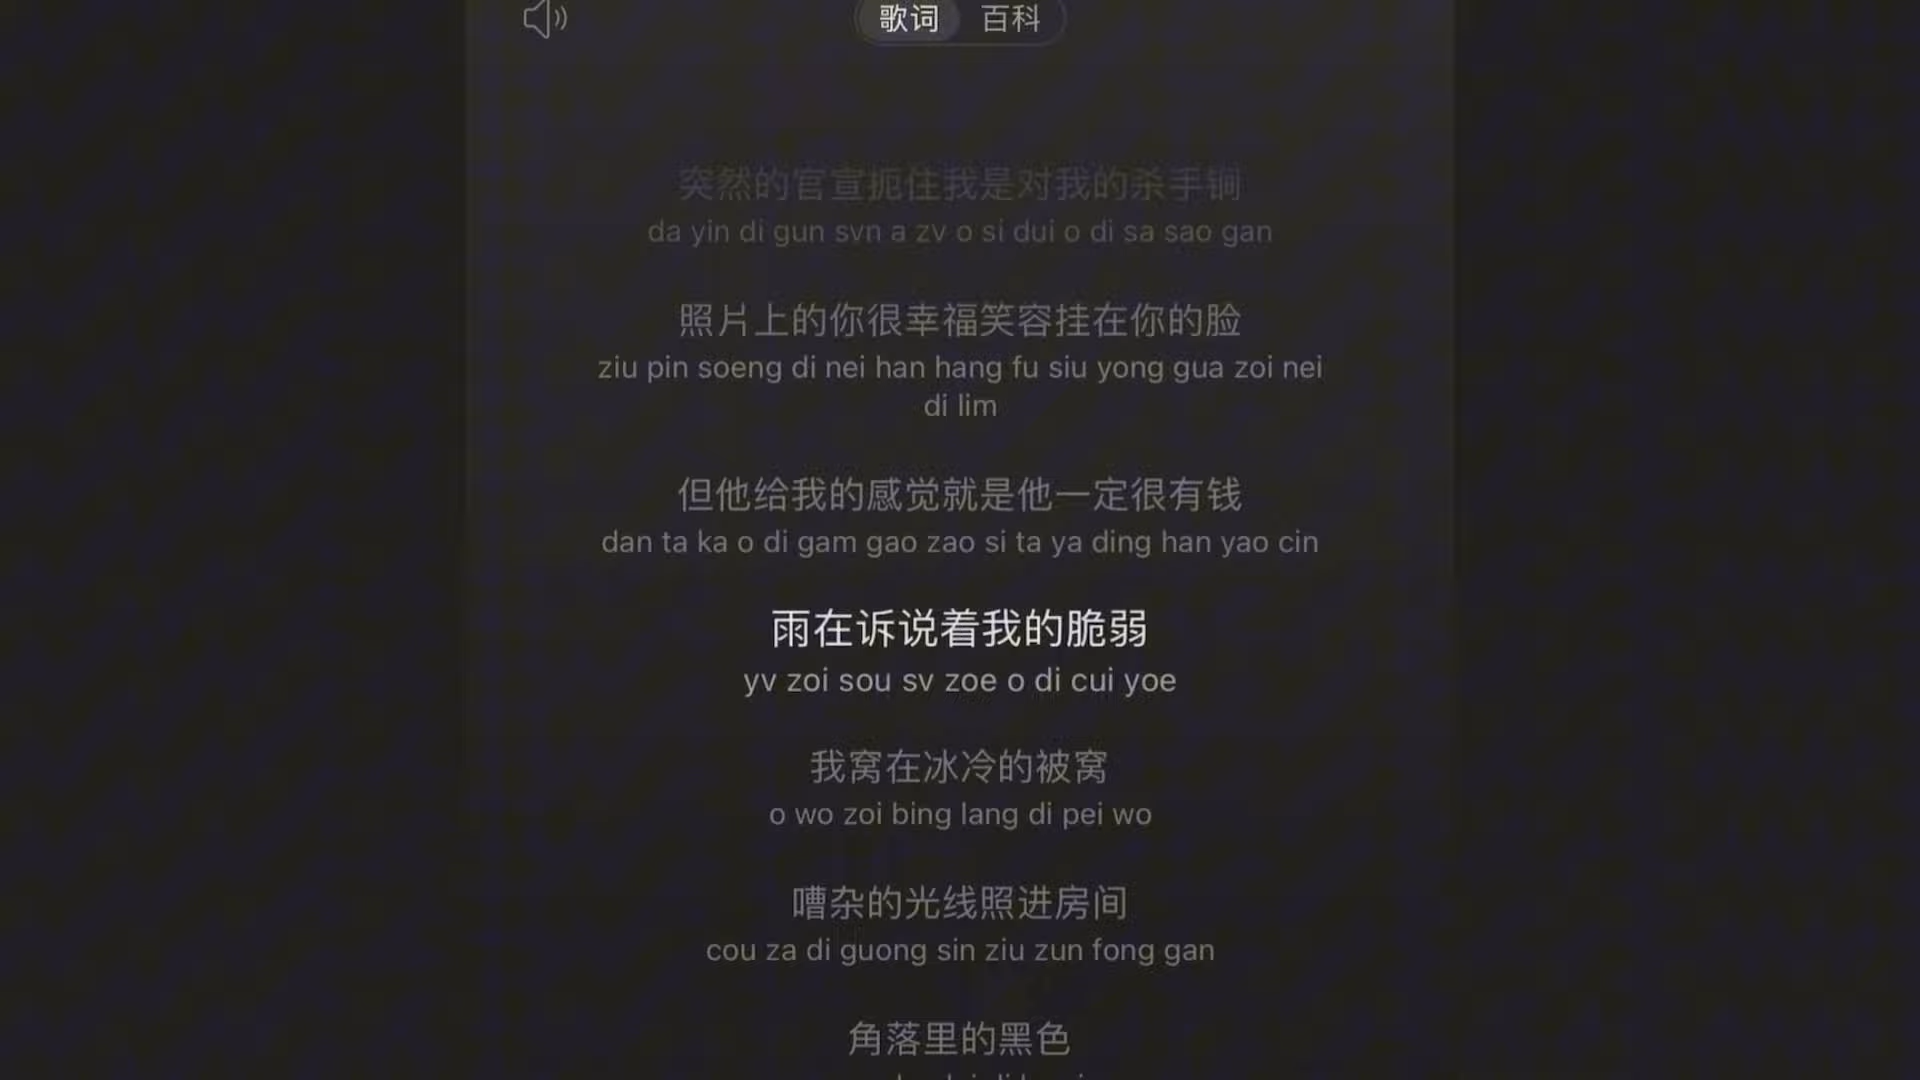 歌词 百科
突然的官宣扼住我是对我的杀手锏
da yin di gun svn a zv o si dui o di sa sao gan
照片上的你很幸福笑容挂在你的脸
ziu pin soeng di nei han hang fu siu yong gua zoi nei
di lim
但他给我的感觉就是他一定很有钱
dan ta ka o di gam gao zao si ta ya ding han yao cin
雨在诉说着我的脆弱
yv zoi sou sv zoe o di cui yoe
我窝在冰冷的被窝
o wo zoi bing lang di pei wo
嘈杂的光线照进房间
cou za di guong sin ziu zun fong gan
角落里的黑色